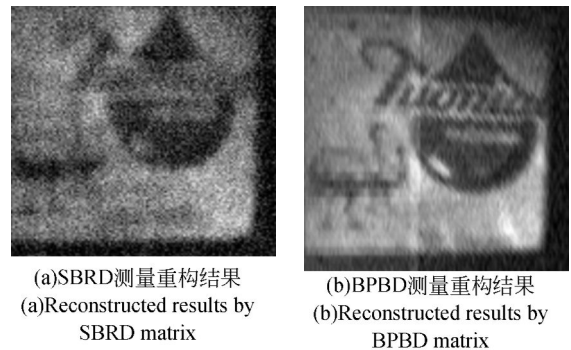 (a)SBRD测量重构结果
(a)Reconstructed results by
SBRD matrix
(b)BPBD测量重构结果
(b)Reconstructed results by
BPBD matrix